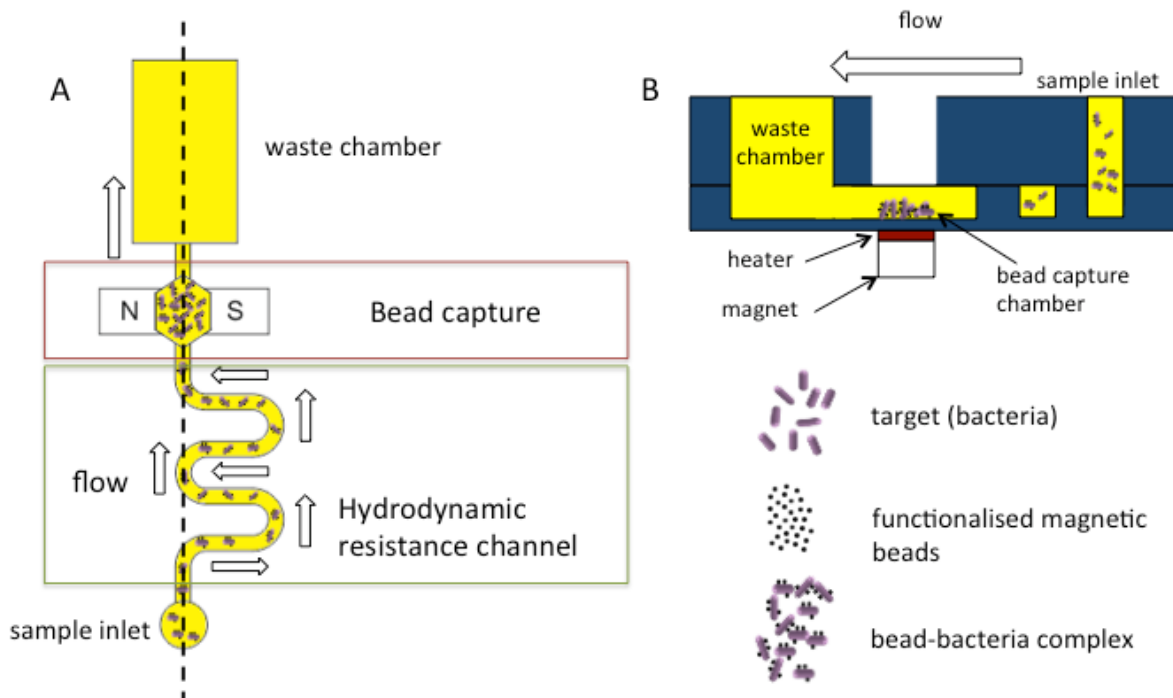 A
waste chamber
N
S
Bead capture
flow
Hydrodynamic
resistance channel
sample inlet
B
flow
sample inlet
waste
chamber
heater
magnet
bead capture
chamber
target (bacteria)
functionalised magnetic
beads
bead-bacteria complex